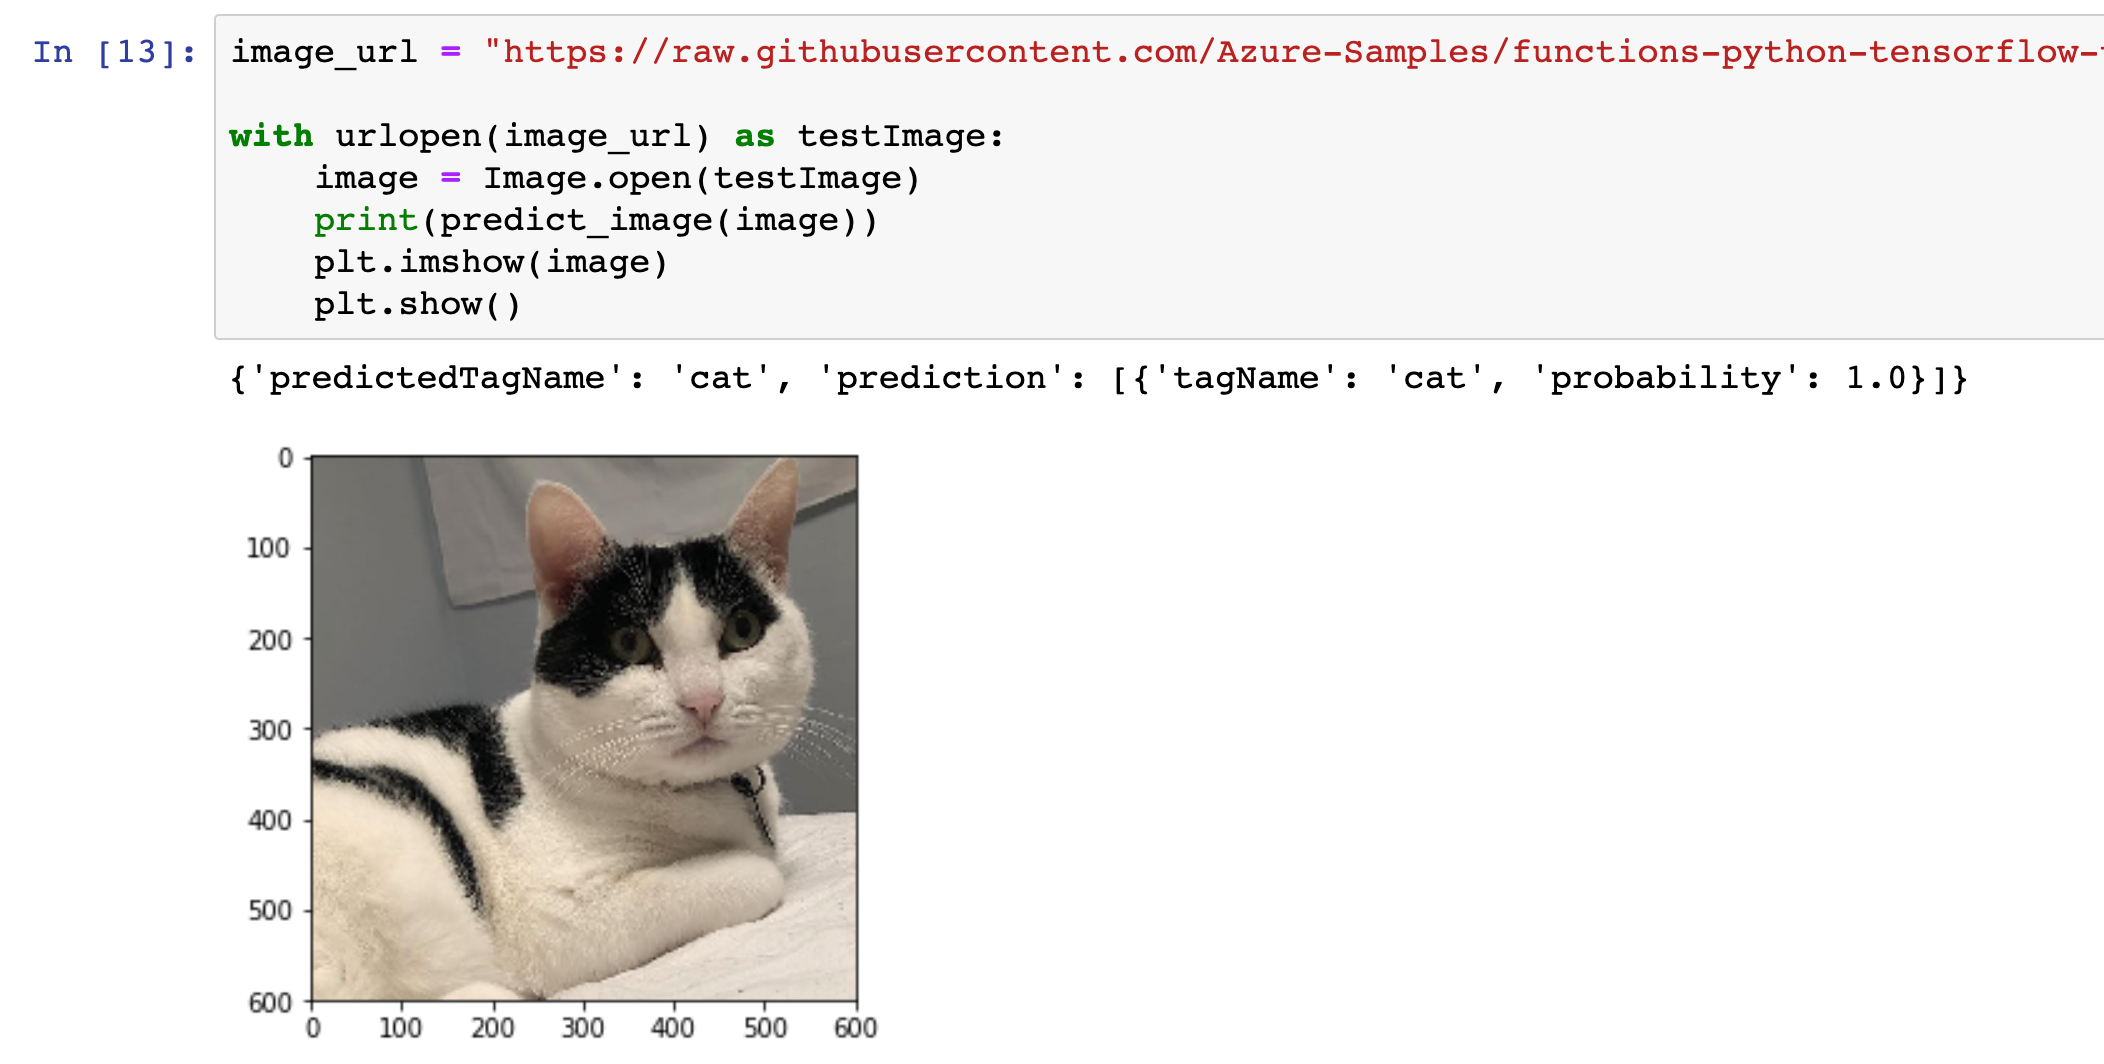 In [13]:
image_url = "https://raw.githubusercontent.com/Azure-Samples/functions-python-tensorflow-
with urlopen(image_url) as testImage:
    image = Image.open(testImage)
    print(predict_image(image))
    plt.imshow(image)
    plt.show()
{'predictedTagName': 'cat', 'prediction': [{'tagName': 'cat', 'probability': 1.0}]}
0
100
200
300
400
500
600
0 100 200 300 400 500 600